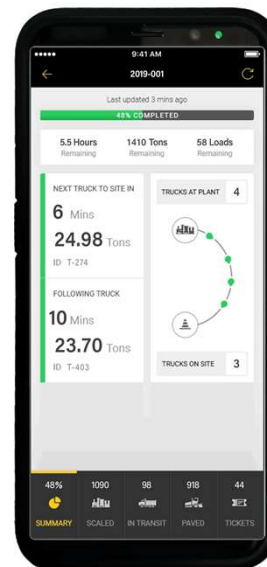 9:41 AM
2019-001
Last updated 3 mins ago
48% COMPLETED
5.5 Hours
Remaining
1410 Tons
Remaining
58 Loads
Remaining
NEXT TRUCK TO SITE IN
6 Mins
24.98 Tons
ID T-274
FOLLOWING TRUCK
10 Mins
23.70 Tons
ID T-403
TRUCKS AT PLANT 4
TRUCKS ON SITE 3
48% 1090 98 918 44
SUMMARY SCALED IN TRANSIT PAVED TICKETS